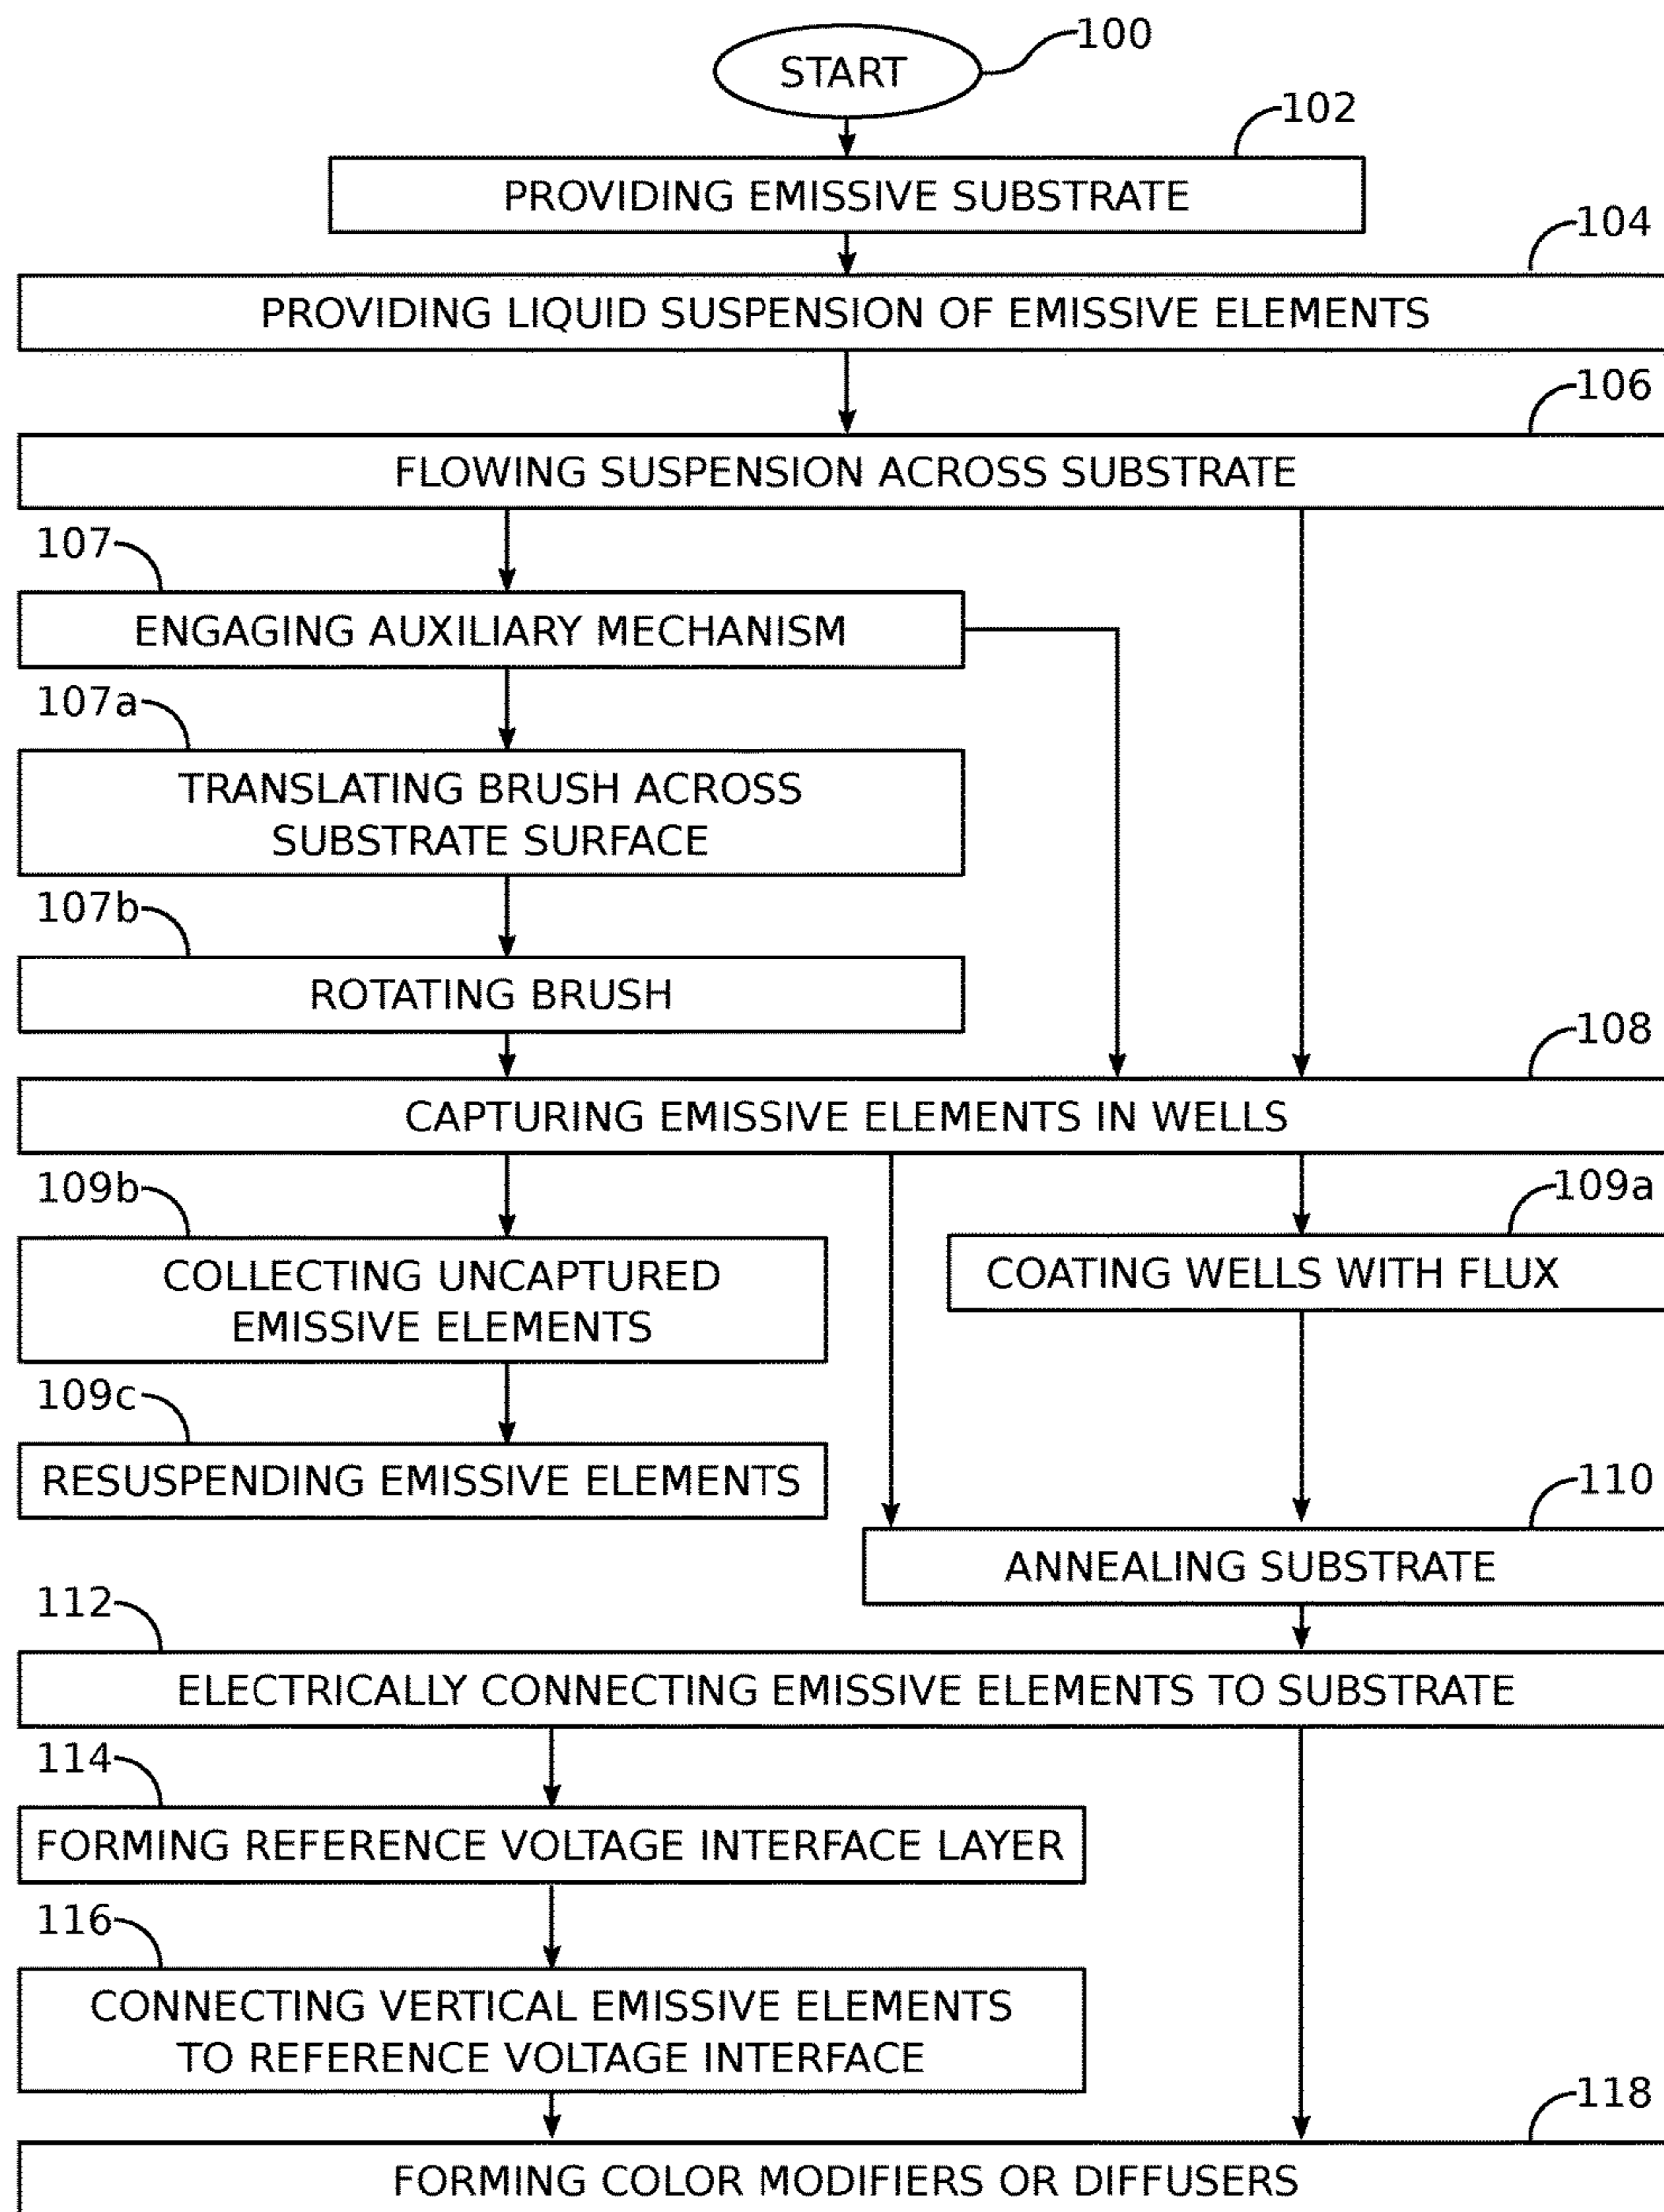 100
START
102
PROVIDING EMISSIVE SUBSTRATE
104
PROVIDING LIQUID SUSPENSION OF EMISSIVE ELEMENTS
106
FLOWING SUSPENSION ACROSS SUBSTRATE
107
ENGAGING AUXILIARY MECHANISM
107a
TRANSLATING BRUSH ACROSS
SUBSTRATE SURFACE
107b
ROTATING BRUSH
108
CAPTURING EMISSIVE ELEMENTS IN WELLS
109b
COLLECTING UNCAPTURED
EMISSIVE ELEMENTS
109c
RESUSPENDING EMISSIVE ELEMENTS
109a
COATING WELLS WITH FLUX
110
ANNEALING SUBSTRATE
112
ELECTRICALLY CONNECTING EMISSIVE ELEMENTS TO SUBSTRATE
114
FORMING REFERENCE VOLTAGE INTERFACE LAYER
116
CONNECTING VERTICAL EMISSIVE ELEMENTS
TO REFERENCE VOLTAGE INTERFACE
118
FORMING COLOR MODIFIERS OR DIFFUSERS